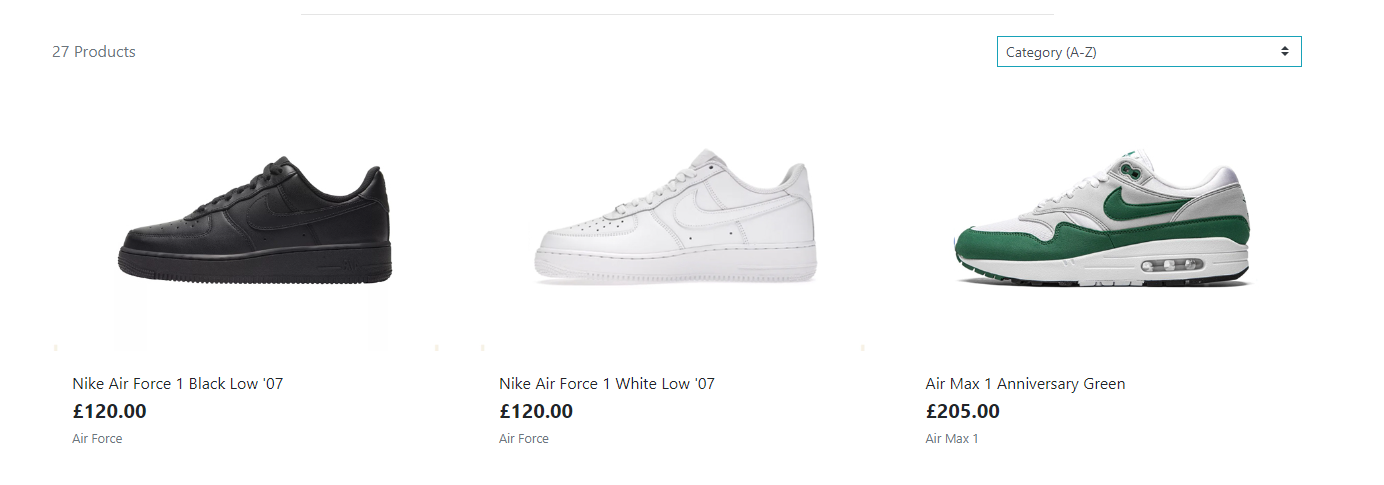 27 Products
Category (A-Z)
Nike Air Force 1 Black Low '07
£120.00
Air Force
Nike Air Force 1 White Low '07
£120.00
Air Force
Air Max 1 Anniversary Green
£205.00
Air Max 1